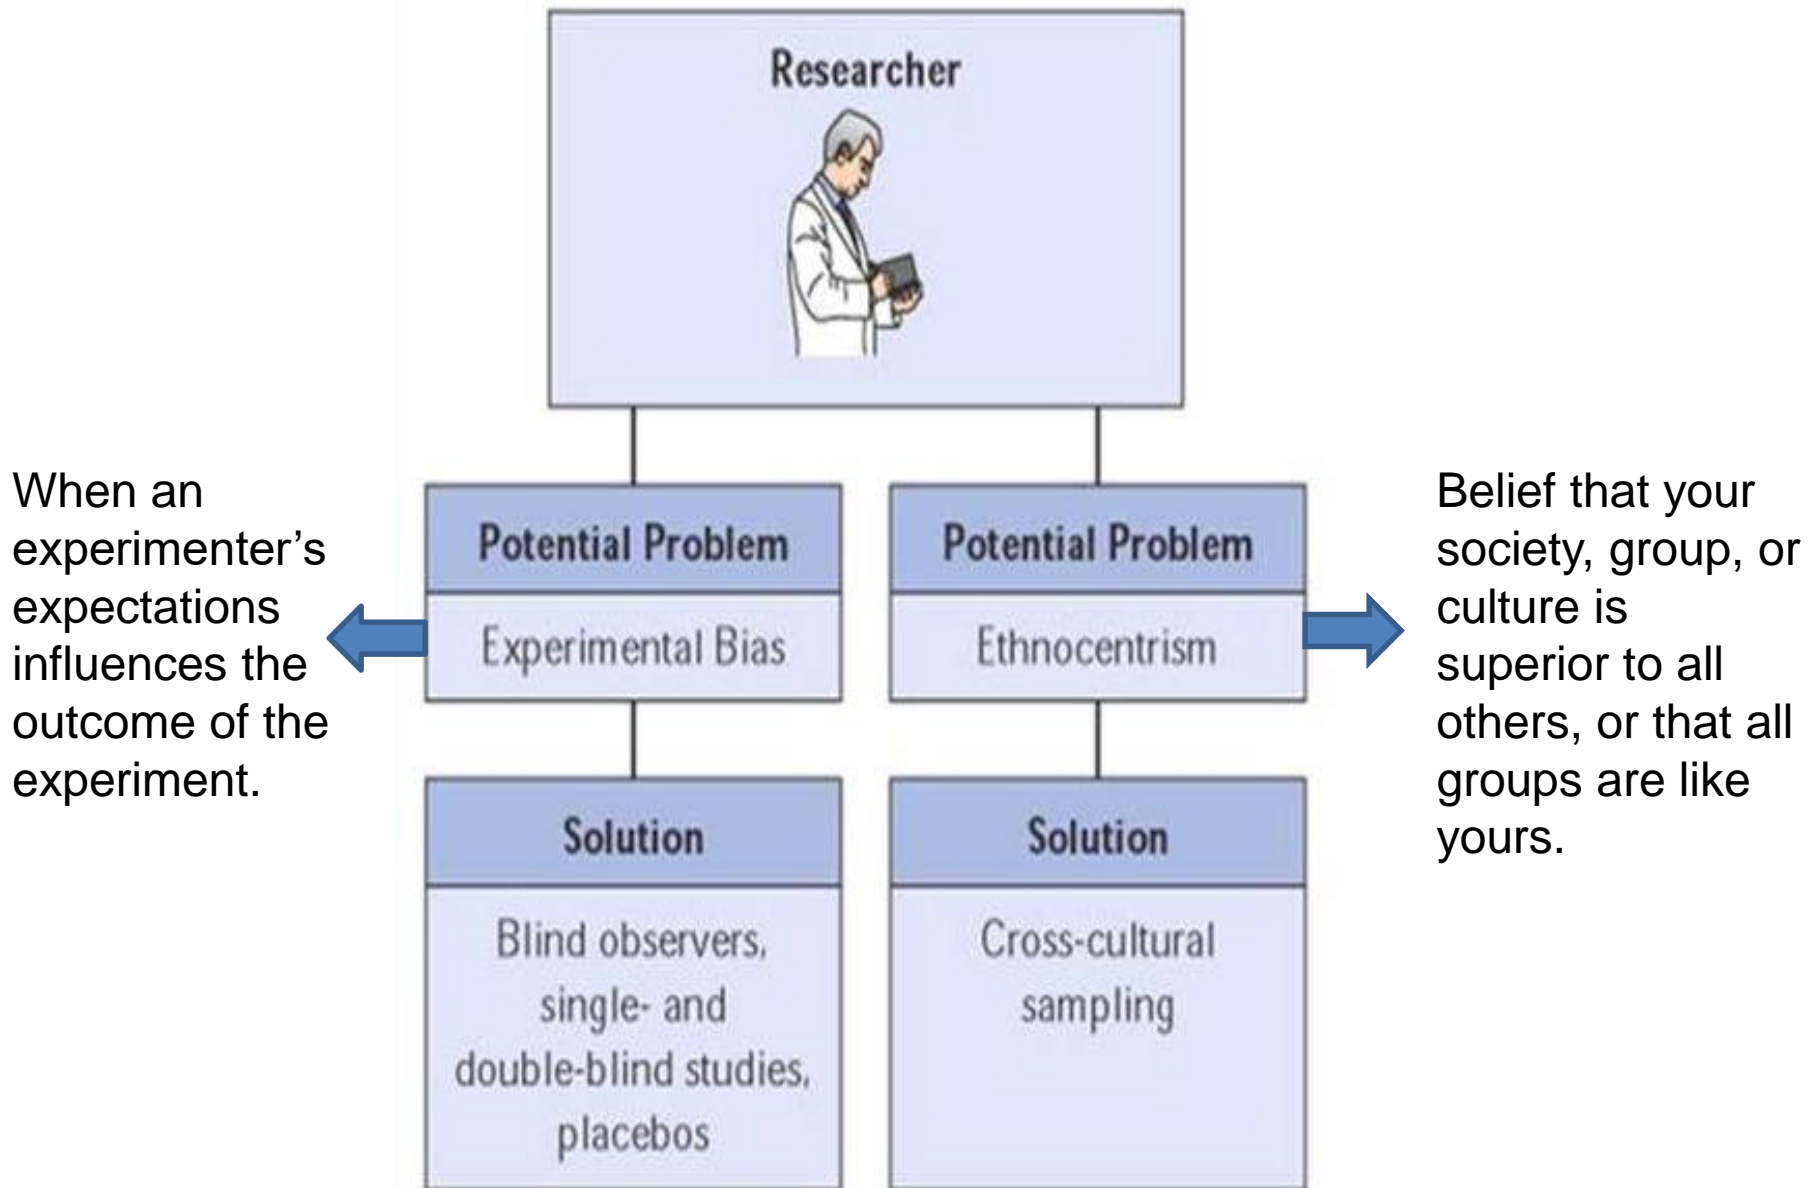 Researcher
When an
experimenter’s
expectations
influences the
outcome of the
experiment.
Potential Problem
Experimental Bias
Solution
Blind observers,
single- and
double-blind studies,
placebos
Potential Problem
Ethnocentrism
Solution
Cross-cultural
sampling
Belief that your
society, group, or
culture is
superior to all
others, or that all
groups are like
yours.